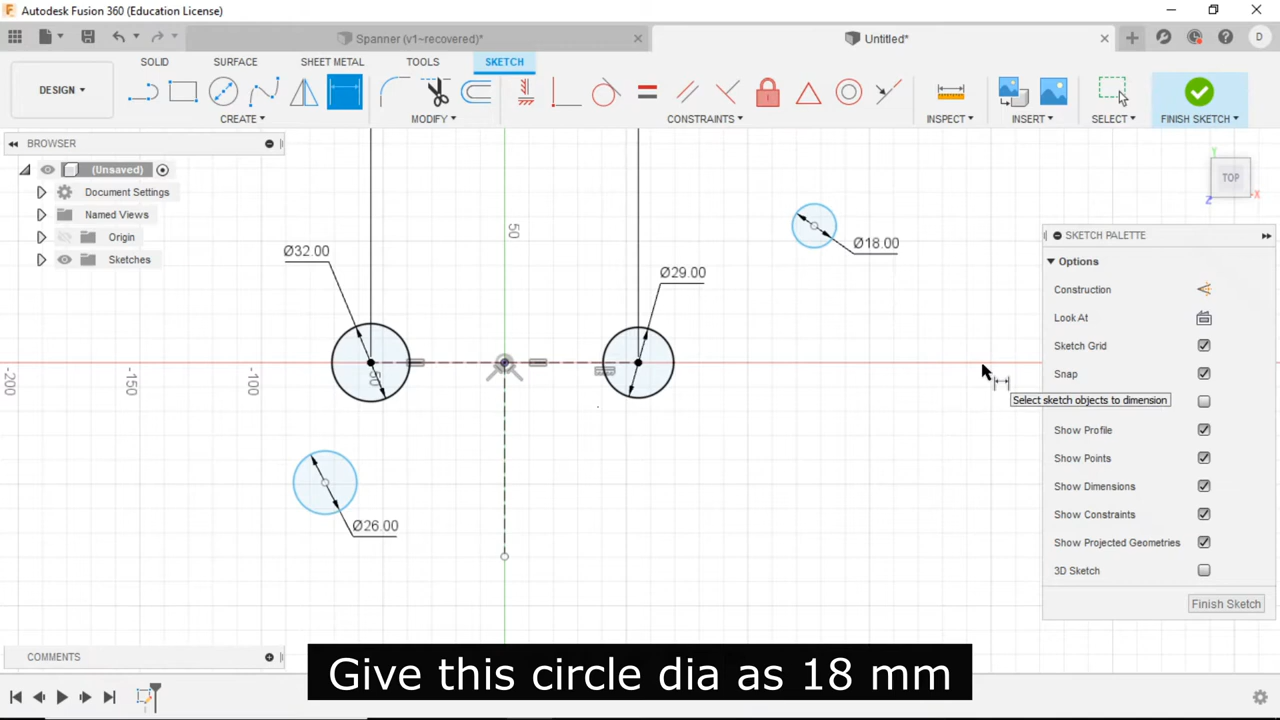 Autodesk Fusion 360 (Education License)
Spanner (v1~recovered)*
Untitled*
D
DESIGN
SOLID
SURFACE
SHEET METAL
TOOLS
SKETCH
CREATE
MODIFY
CONSTRAINTS
INSPECT
INSERT
SELECT
FINISH SKETCH
BROWSER
(Unsaved)
Document Settings
Named Views
Origin
Sketches
TOP
Y
X
Z
50
Ø18.00
Ø32.00
Ø29.00
50
-200
-150
-100
Ø26.00
Select sketch objects to dimension
SKETCH PALETTE
Options
Construction
Look At
Sketch Grid
Snap
Show Profile
Show Points
Show Dimensions
Show Constraints
Show Projected Geometries
3D Sketch
Finish Sketch
COMMENTS
Give this circle dia as 18 mm